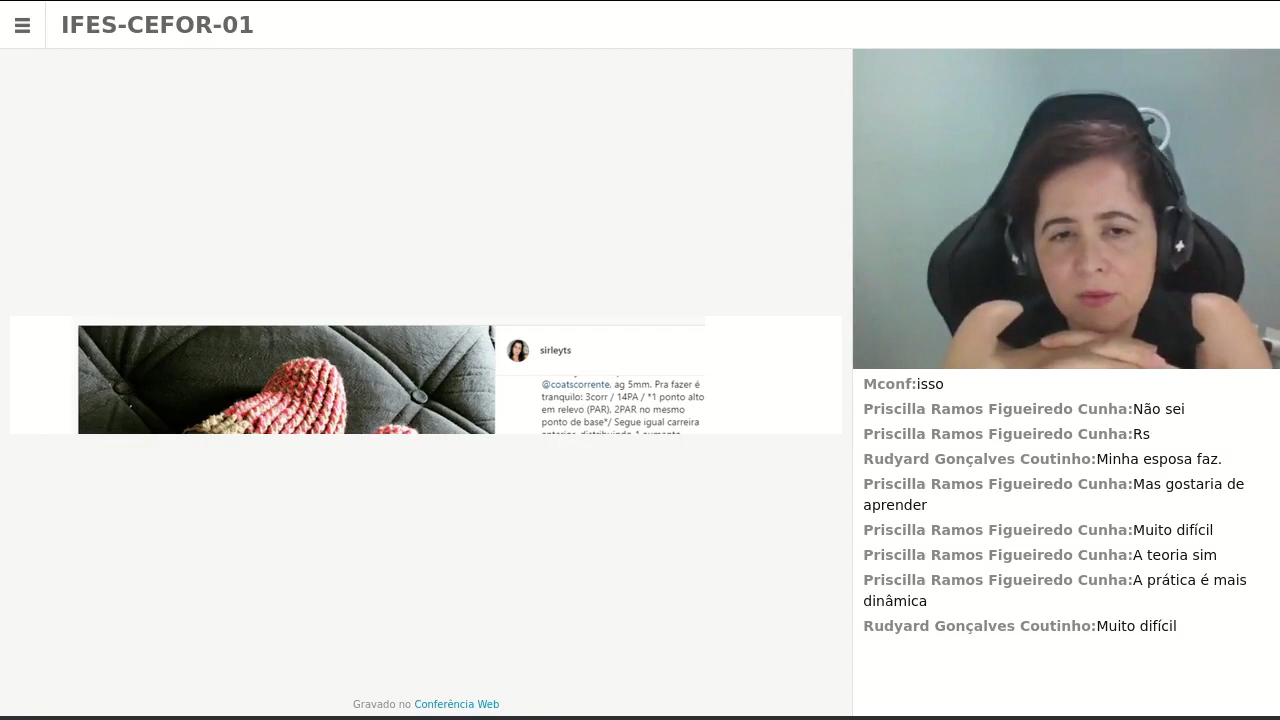 IFES-CEFOR-01
sirleyts
@coatscorrente, ag 5mm. Pra fazer é
tranquilo: 3corr / 14PA / *1 ponto alto
em relevo (PAR), 2PAR no mesmo
ponto de base*/ Segue igual carreira
anterior, distribuindo 1 aumento
Mconf:isso
Priscilla Ramos Figueiredo Cunha:Não sei
Priscilla Ramos Figueiredo Cunha:Rs
Rudyard Gonçalves Coutinho:Minha esposa faz.
Priscilla Ramos Figueiredo Cunha:Mas gostaria de
aprender
Priscilla Ramos Figueiredo Cunha:Muito difícil
Priscilla Ramos Figueiredo Cunha:A teoria sim
Priscilla Ramos Figueiredo Cunha:A prática é mais
dinâmica
Rudyard Gonçalves Coutinho:Muito difícil
Gravado no Conferência Web